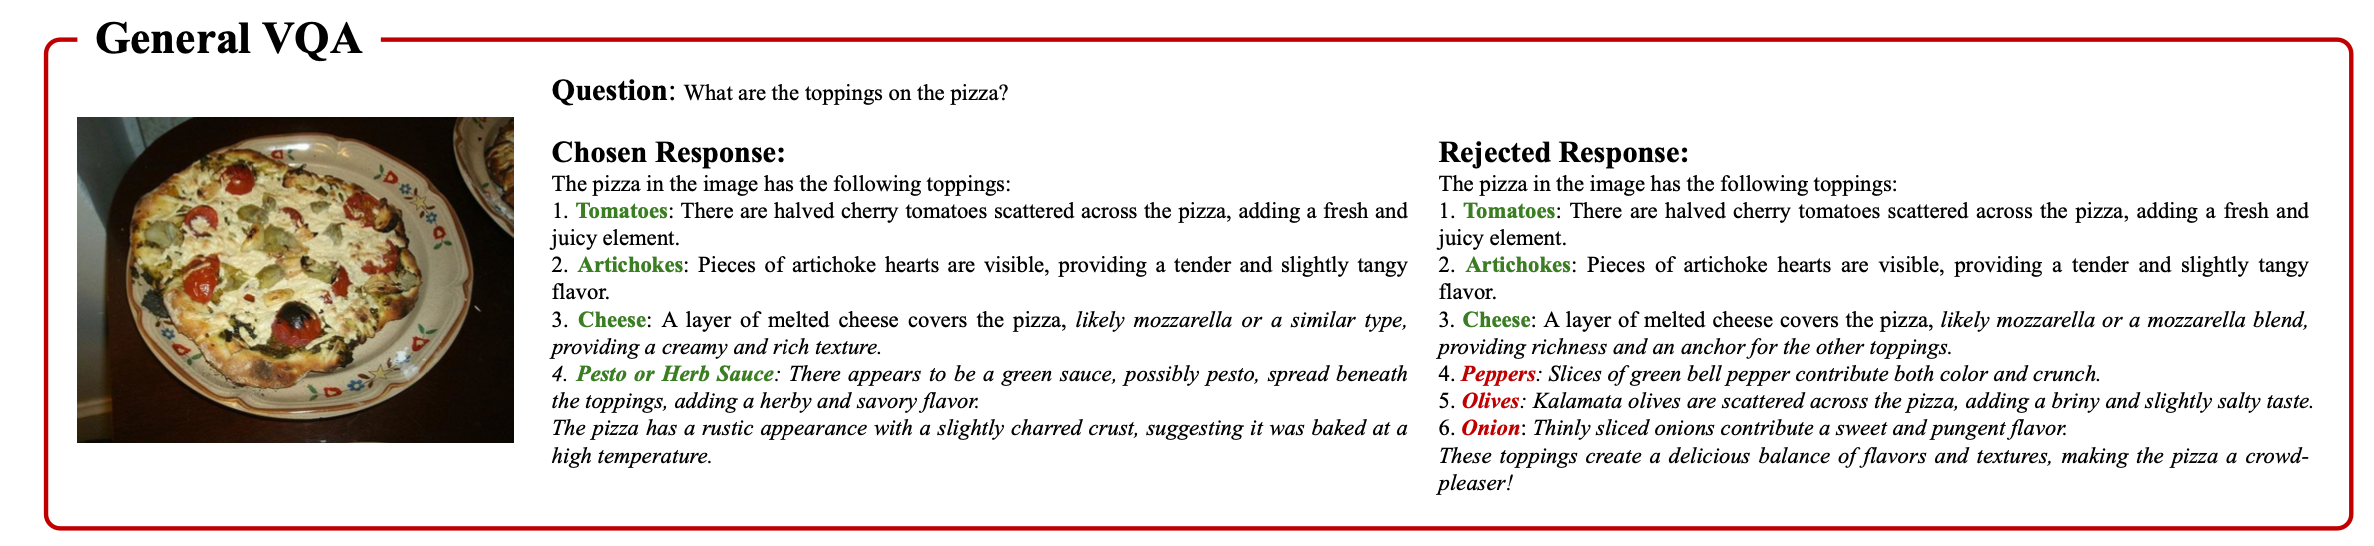 General VQA
Question: What are the toppings on the pizza?
Chosen Response:
The pizza in the image has the following toppings:
1. Tomatoes: There are halved cherry tomatoes scattered across the pizza, adding a fresh and
juicy element.
2. Artichokes: Pieces of artichoke hearts are visible, providing a tender and slightly tangy
flavor.
3. Cheese: A layer of melted cheese covers the pizza, likely mozzarella or a similar type,
providing a creamy and rich texture.
4. Pesto or Herb Sauce: There appears to be a green sauce, possibly pesto, spread beneath
the toppings, adding a herby and savory flavor.
The pizza has a rustic appearance with a slightly charred crust, suggesting it was baked at a
high temperature.
Rejected Response:
The pizza in the image has the following toppings:
1. Tomatoes: There are halved cherry tomatoes scattered across the pizza, adding a fresh and
juicy element.
2. Artichokes: Pieces of artichoke hearts are visible, providing a tender and slightly tangy
flavor.
3. Cheese: A layer of melted cheese covers the pizza, likely mozzarella or a mozzarella blend,
providing richness and an anchor for the other toppings.
4. Peppers: Slices of green bell pepper contribute both color and crunch.
5. Olives: Kalamata olives are scattered across the pizza, adding a briny and slightly salty taste.
6. Onion: Thinly sliced onions contribute a sweet and pungent flavor.
These toppings create a delicious balance of flavors and textures, making the pizza a crowd-
pleaser!